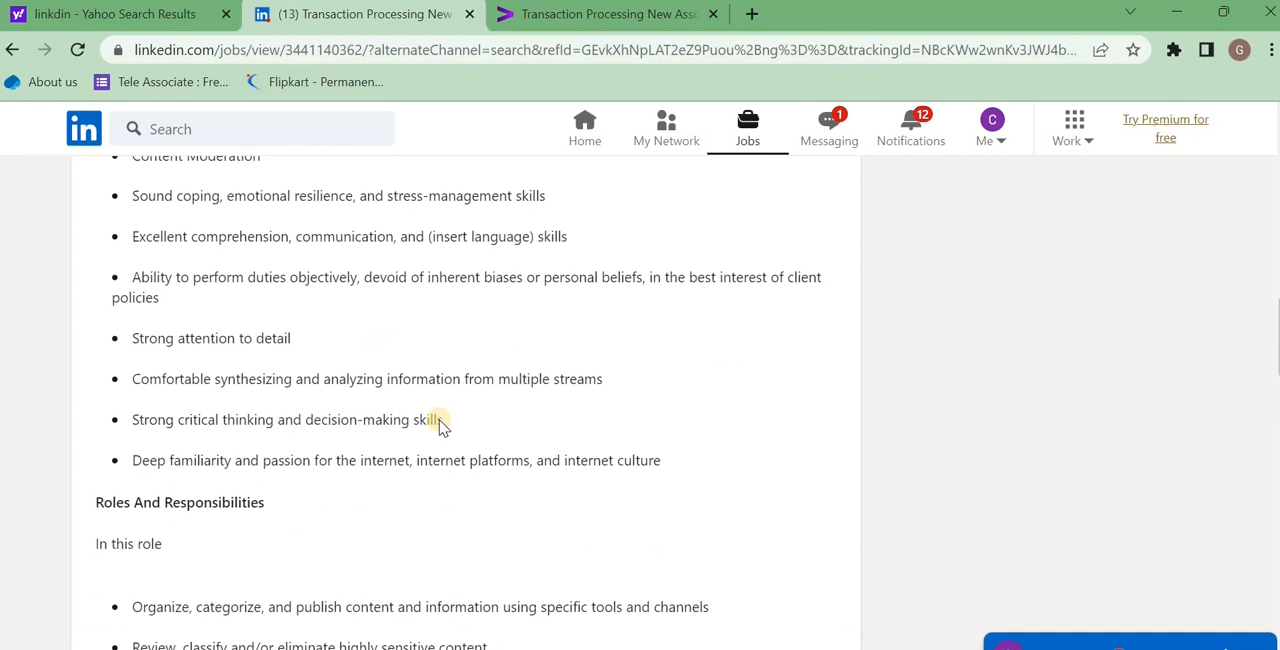 linkdin - Yahoo Search Results
(13) Transaction Processing New
Transaction Processing New Asso
linkedin.com/jobs/view/3441140362/?alternateChannel=search&refId=GEvkXhNpLAT2eZ9Puou%2Bng%3D%3D&trackingId=NBcKWw2wnKv3JWJ4b...
G
About us
Tele Associate : Fre...
Flipkart - Permanen...
in
Search
Home
My Network
Jobs
1
Messaging
12
Notifications
C
Me
Work
Try Premium for
free
Content Moderation
• Sound coping, emotional resilience, and stress-management skills
• Excellent comprehension, communication, and (insert language) skills
• Ability to perform duties objectively, devoid of inherent biases or personal beliefs, in the best interest of client
policies
• Strong attention to detail
• Comfortable synthesizing and analyzing information from multiple streams
• Strong critical thinking and decision-making skills
• Deep familiarity and passion for the internet, internet platforms, and internet culture
Roles And Responsibilities
In this role
• Organize, categorize, and publish content and information using specific tools and channels
• Review, classify and/or eliminate highly sensitive content